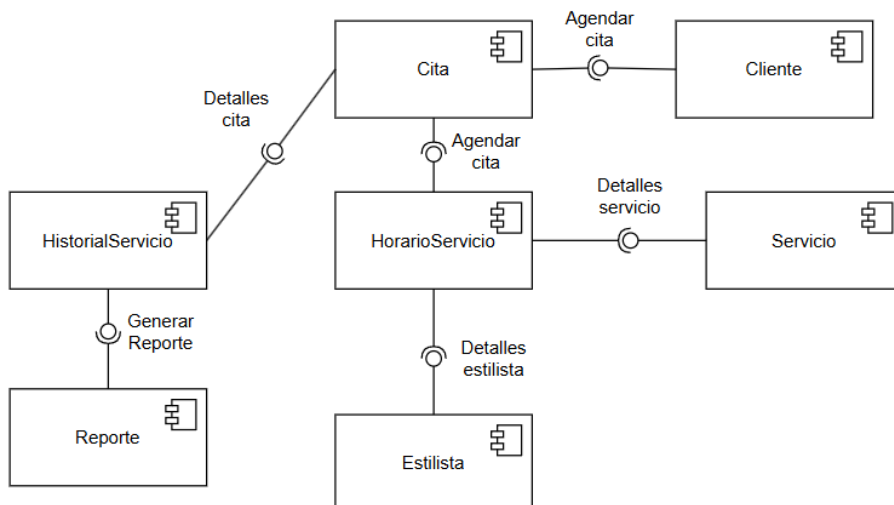 Agendar
cita
Cita
Cliente
Detalles
cita
Agendar
cita
Detalles
servicio
HistorialServicio
HorarioServicio
Servicio
Generar
Reporte
Detalles
estilista
Reporte
Estilista